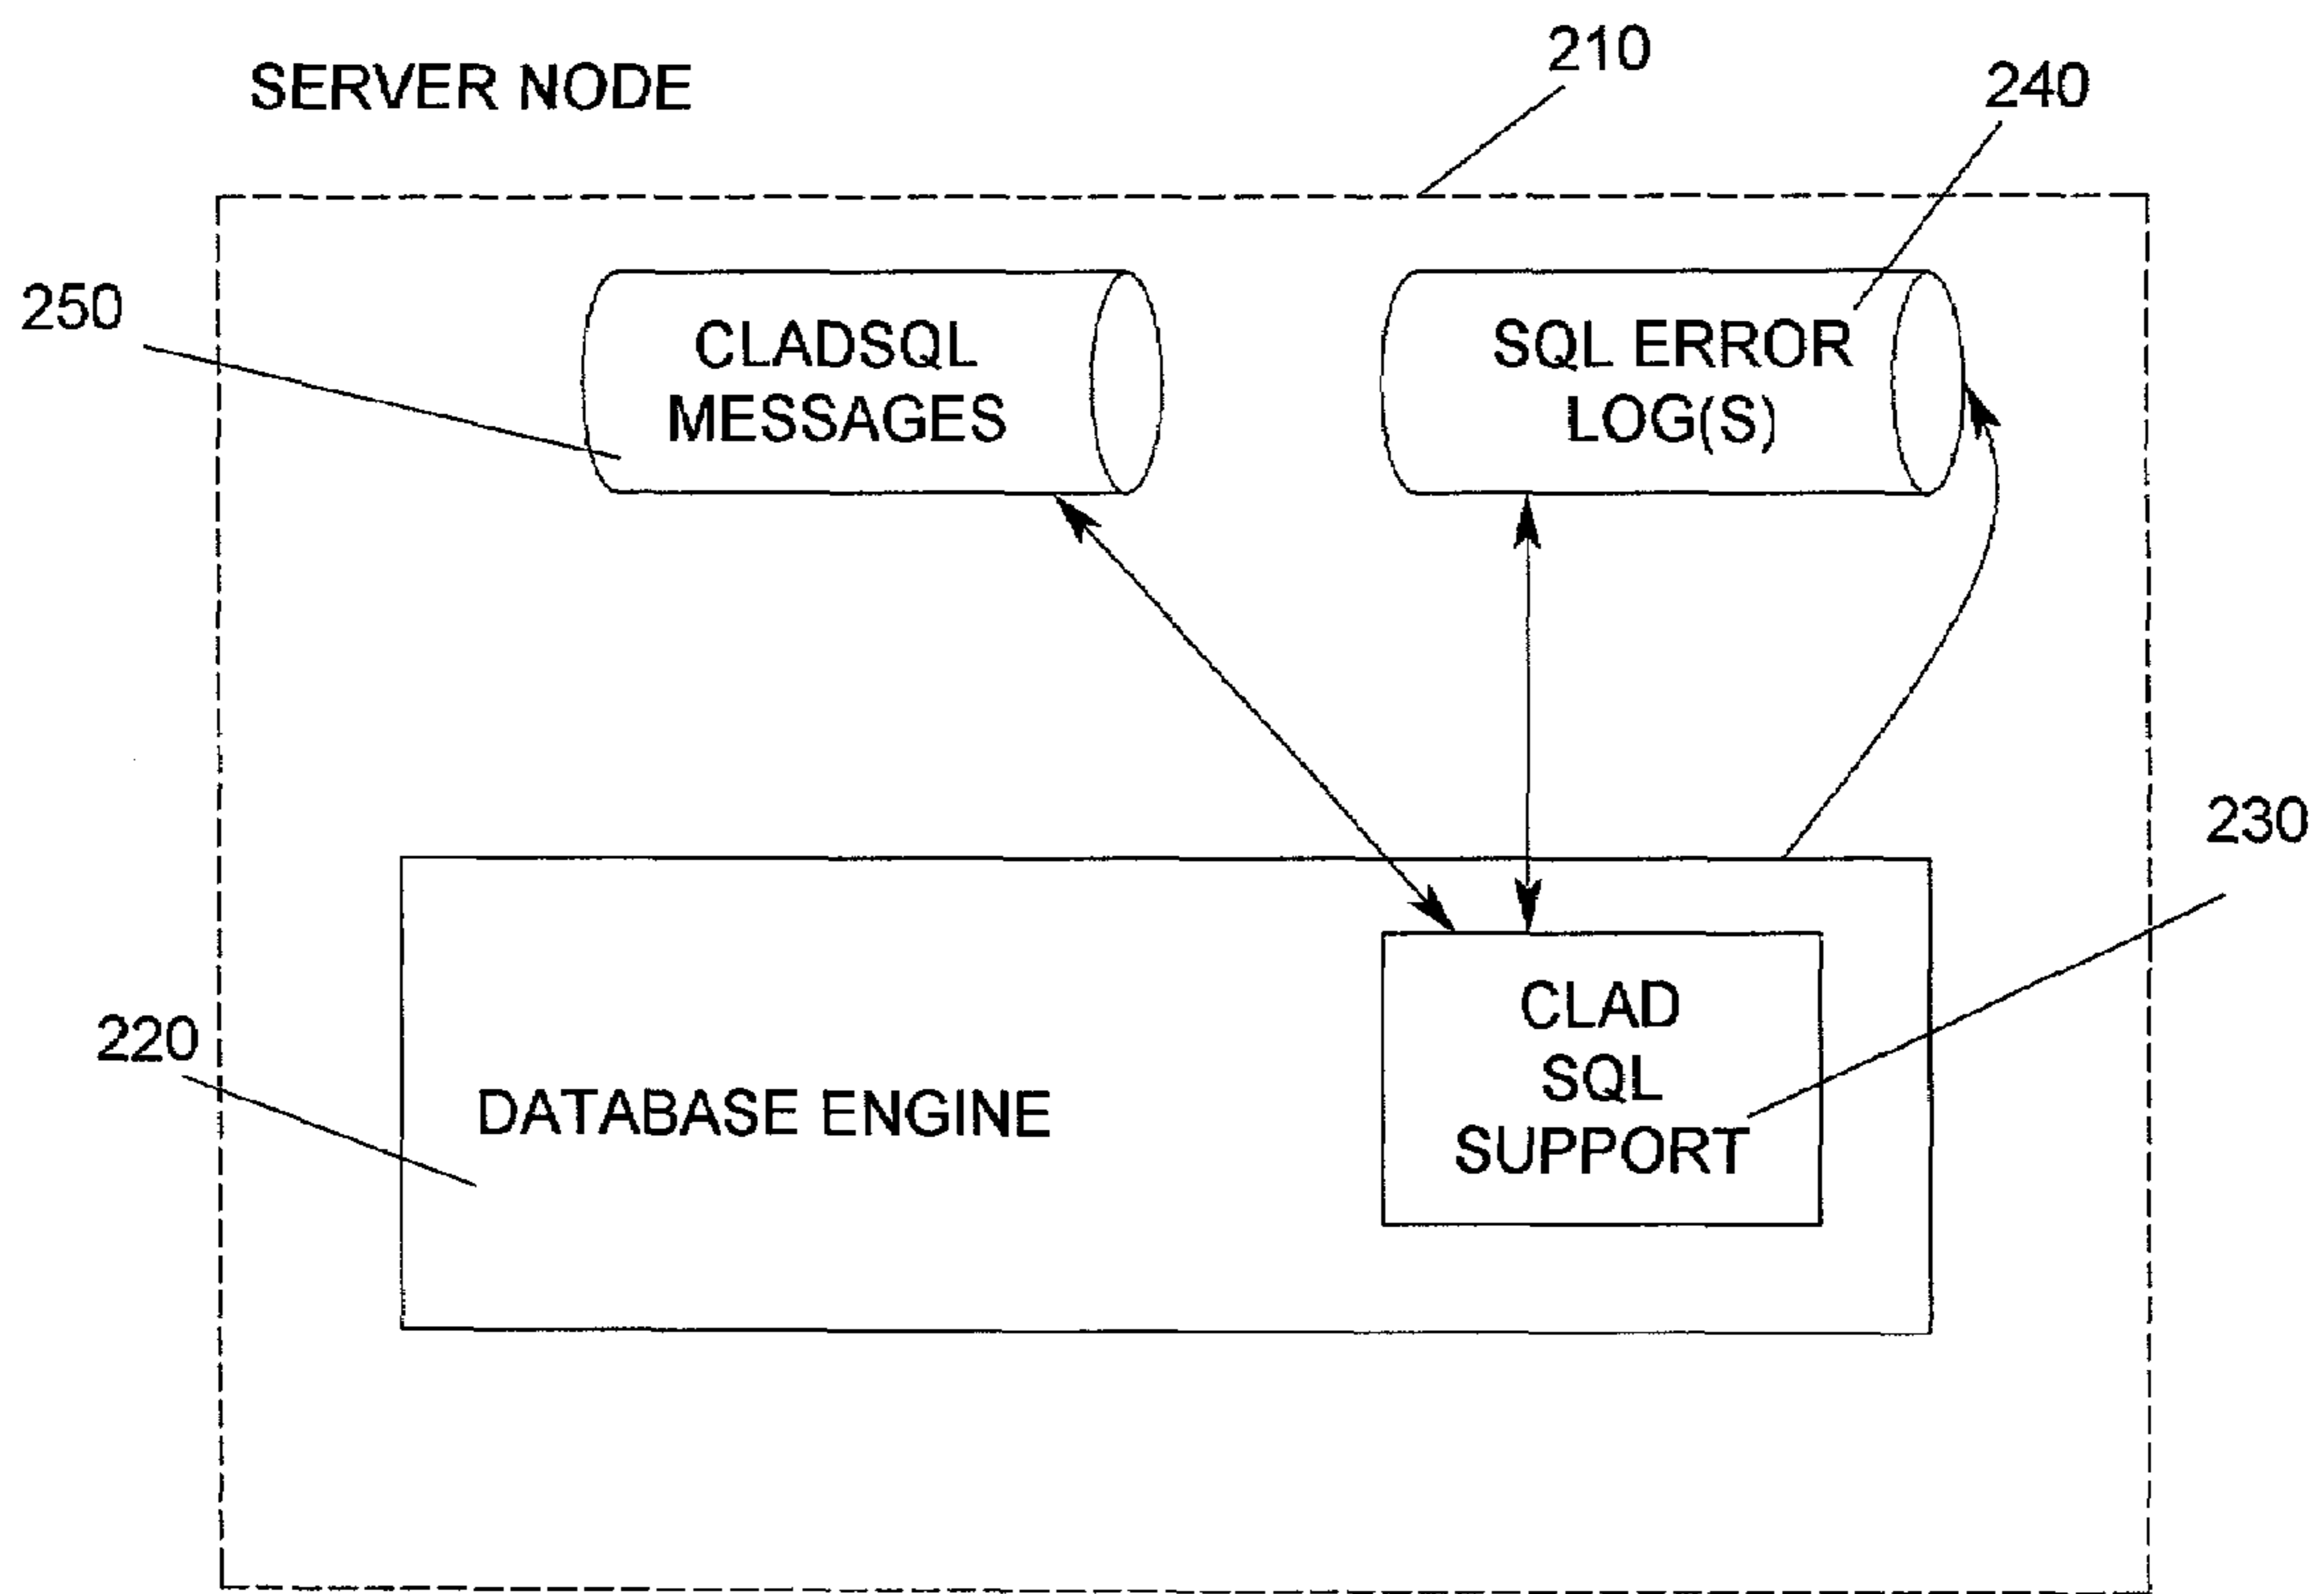 210
SERVER NODE
240
250
CLADSQL
MESSAGES
SQL ERROR
LOG(S)
230
220
DATABASE ENGINE
CLAD
SQL
SUPPORT